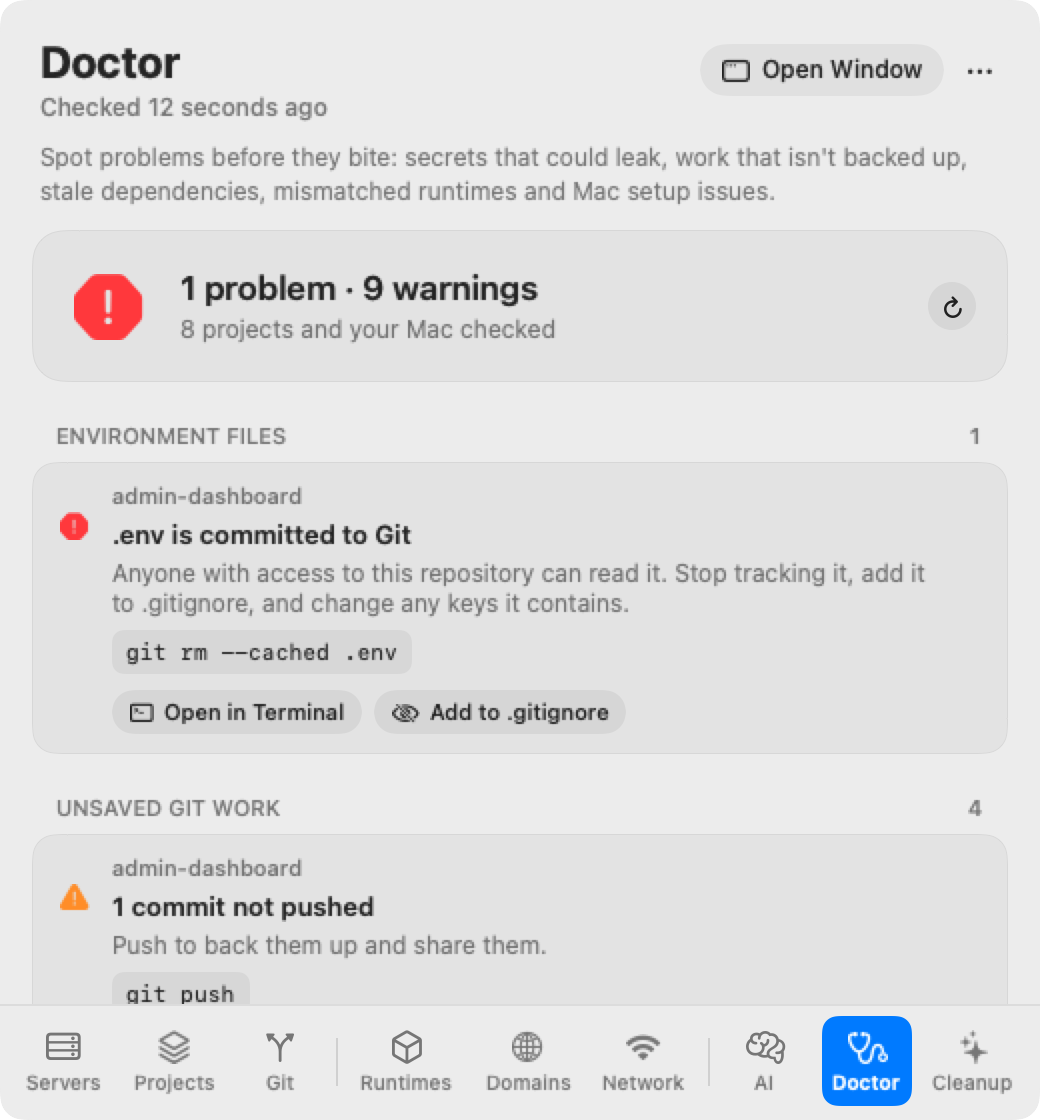 Doctor
Open Window
Checked 12 seconds ago
Spot problems before they bite: secrets that could leak, work that isn't backed up,
stale dependencies, mismatched runtimes and Mac setup issues.
1 problem · 9 warnings
8 projects and your Mac checked
ENVIRONMENT FILES 1
admin-dashboard
.env is committed to Git
Anyone with access to this repository can read it. Stop tracking it, add it
to .gitignore, and change any keys it contains.
git rm --cached .env
Open in Terminal Add to .gitignore
UNSAVED GIT WORK 4
admin-dashboard
1 commit not pushed
Push to back them up and share them.
git push
Servers Projects Git Runtimes Domains Network AI Doctor Cleanup